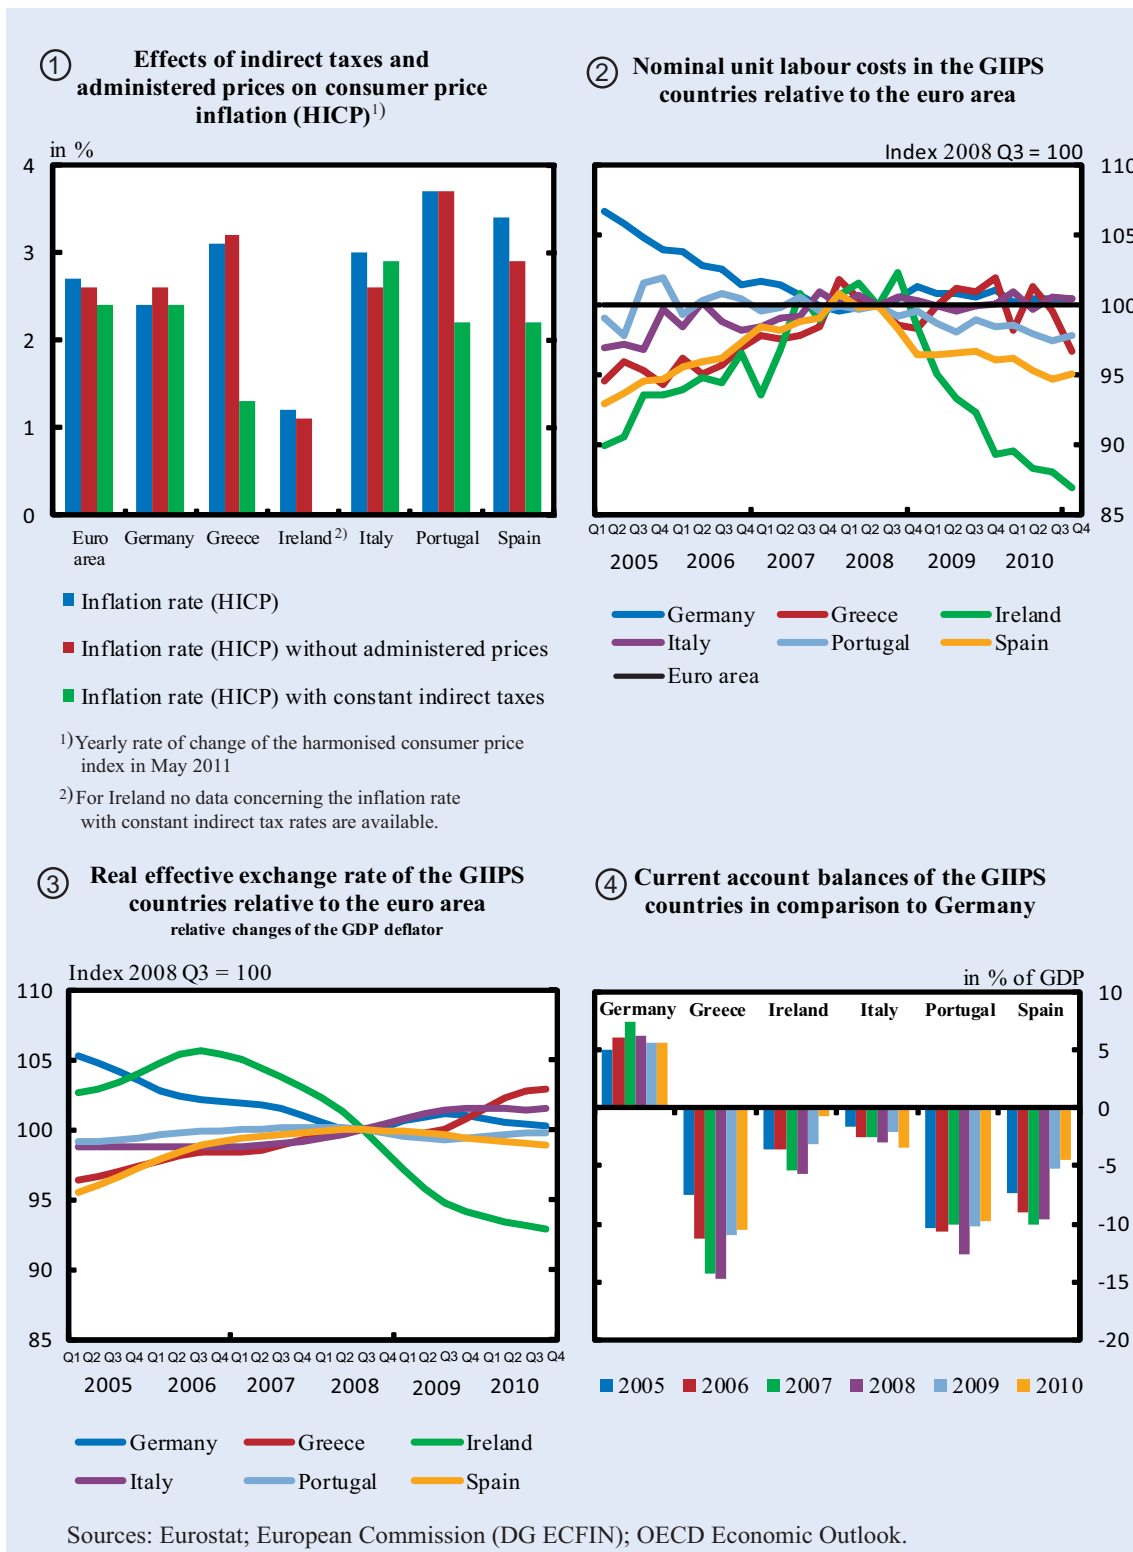 ① Effects of indirect taxes and
administered prices on consumer price
inflation (HICP)1)
in %
4
3
2
1
0
Euro area Germany Greece Ireland2) Italy Portugal Spain
Inflation rate (HICP)
Inflation rate (HICP) without administered prices
Inflation rate (HICP) with constant indirect taxes
1) Yearly rate of change of the harmonised consumer price
index in May 2011
2) For Ireland no data concerning the inflation rate
with constant indirect tax rates are available.
② Nominal unit labour costs in the GIIPS
countries relative to the euro area
Index 2008 Q3 = 100
110
105
100
95
90
85
Q1 Q2 Q3 Q4 Q1 Q2 Q3 Q4 Q1 Q2 Q3 Q4 Q1 Q2 Q3 Q4 Q1 Q2 Q3 Q4 Q1 Q2 Q3 Q4
2005 2006 2007 2008 2009 2010
Germany Greece Ireland
Italy Portugal Spain
Euro area
③ Real effective exchange rate of the GIIPS
countries relative to the euro area
relative changes of the GDP deflator
Index 2008 Q3 = 100
110
105
100
95
90
85
Q1 Q2 Q3 Q4 Q1 Q2 Q3 Q4 Q1 Q2 Q3 Q4 Q1 Q2 Q3 Q4 Q1 Q2 Q3 Q4 Q1 Q2 Q3 Q4
2005 2006 2007 2008 2009 2010
Germany Greece Ireland
Italy Portugal Spain
④ Current account balances of the GIIPS
countries in comparison to Germany
in % of GDP
Germany Greece Ireland Italy Portugal Spain
10
5
0
-5
-10
-15
-20
2005 2006 2007 2008 2009 2010
Sources: Eurostat; European Commission (DG ECFIN); OECD Economic Outlook.